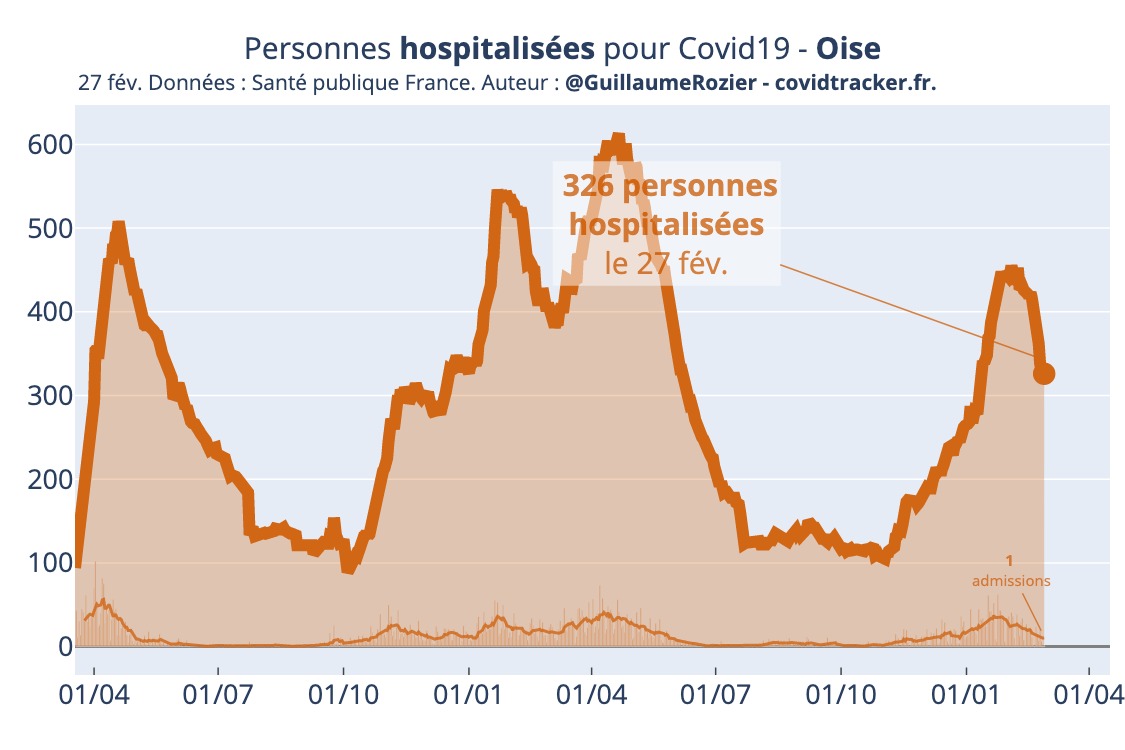 Personnes hospitalisées pour Covid19 - Oise
27 fév. Données : Santé publique France. Auteur : @GuillaumeRozier - covidtracker.fr.
600
500
400
300
200
100
0
326 personnes
hospitalisées
le 27 fév.
1
admissions
01/04
01/07
01/10
01/01
01/04
01/07
01/10
01/01
01/04